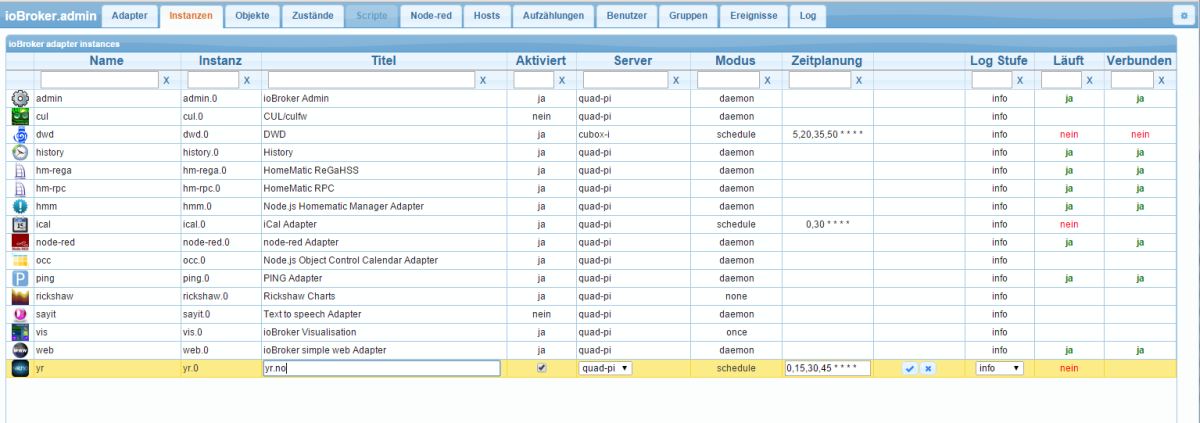 ioBroker.admin Adapter Instanzen Objekte Zustände Scripte Node-red Hosts Aufzählungen Benutzer Gruppen Ereignisse Log
ioBroker adapter instances
Name Instanz Titel Aktiviert Server Modus Zeitplanung Log Stufe Läuft Verbunden
X X X X X X X X X X
admin admin.0 ioBroker Admin ja quad-pi daemon info ja ja
cul cul.0 CUL/culfw nein quad-pi daemon info
dwd dwd.0 DWD ja cubox-i schedule 5,20,35,50 * * * * info nein nein
history history.0 History ja quad-pi daemon info ja ja
hm-rega hm-rega.0 HomeMatic ReGaHSS ja quad-pi daemon info ja ja
hm-rpc hm-rpc.0 HomeMatic RPC ja quad-pi daemon info ja ja
hmm hmm.0 Node.js Homematic Manager Adapter ja quad-pi daemon info ja ja
ical ical.0 iCal Adapter ja quad-pi schedule 0,30 * * * * info nein
node-red node-red.0 node-red Adapter ja quad-pi daemon info ja ja
occ occ.0 Node.js Object Control Calendar Adapter ja quad-pi daemon info
ping ping.0 PING Adapter ja quad-pi daemon info ja ja
rickshaw rickshaw.0 Rickshaw Charts ja quad-pi none info
sayit sayit.0 Text to speech Adapter nein quad-pi daemon info
vis vis.0 ioBroker Visualisation ja quad-pi once info
web web.0 ioBroker simple web Adapter ja quad-pi daemon info ja ja
yr yr.0 yr.no quad-pi schedule 0,15,30,45 * * * * info nein